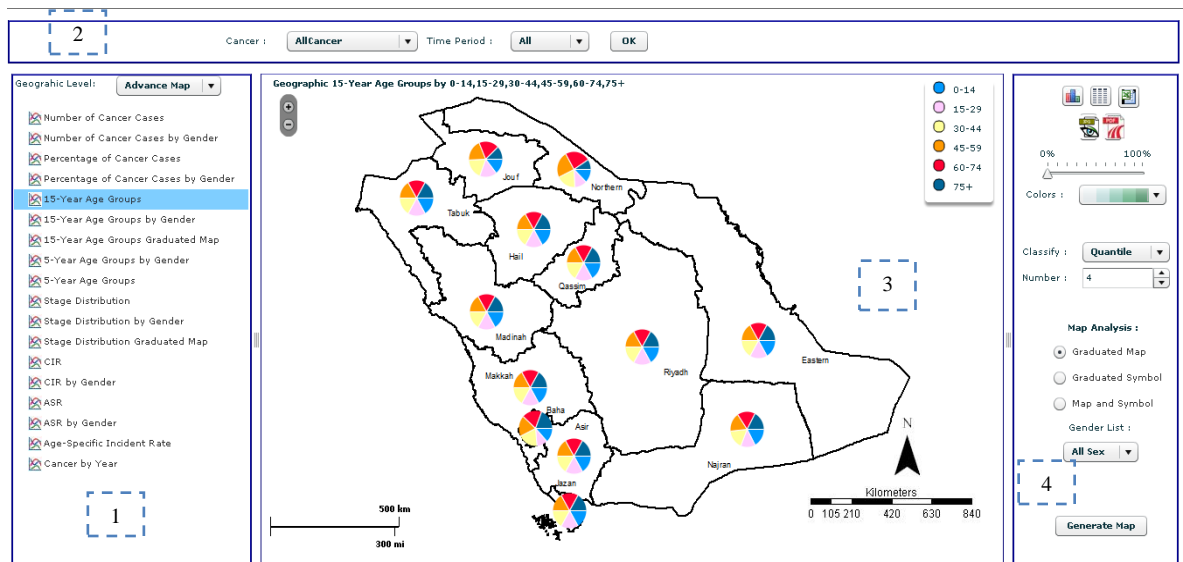 2
Cancer :
AllCancer
Time Period :
All
OK
Geograhic Level:
Advance Map
Number of Cancer Cases
Number of Cancer Cases by Gender
Percentage of Cancer Cases
Percentage of Cancer Cases by Gender
15-Year Age Groups
15-Year Age Groups by Gender
15-Year Age Groups Graduated Map
5-Year Age Groups by Gender
5-Year Age Groups
Stage Distribution
Stage Distribution by Gender
Stage Distribution Graduated Map
CIR
CIR by Gender
ASR
ASR by Gender
Age-Specific Incident Rate
Cancer by Year
1
Geographic 15-Year Age Groups by 0-14,15-29,30-44,45-59,60-74,75+
0-14
15-29
30-44
45-59
60-74
75+
Jouf
Northern
Tabuk
Hail
Qassim
3
Madinah
Riyadh
Eastern
Makkah
Baha
Asir
Najran
Jazan
N
Kilometers
0 105 210 420 630 840
500 km
300 mi
PDF
0% 100%
Colors :
Classify :
Quantile
Number :
4
Map Analysis :
Graduated Map
Graduated Symbol
Map and Symbol
Gender List :
All Sex
4
Generate Map